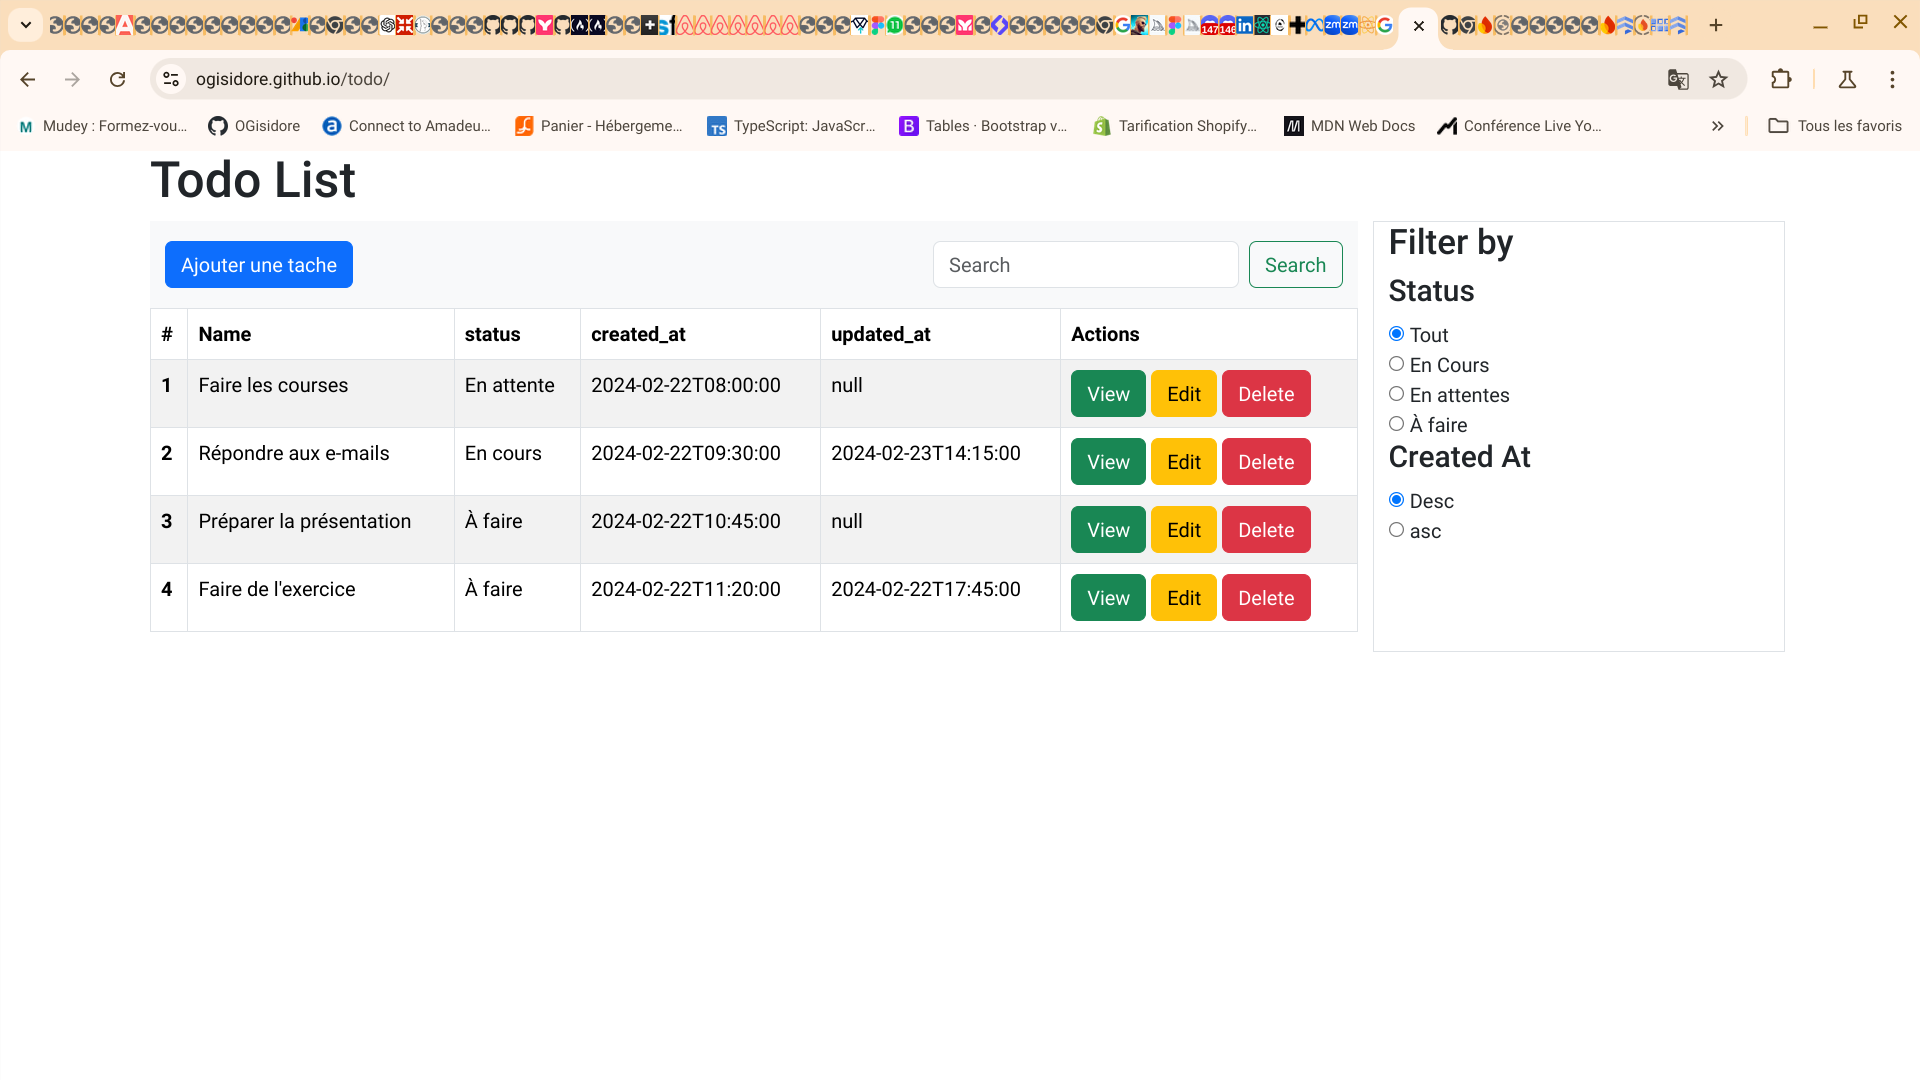 ogisidore.github.io/todo/
Mudey : Formez-vou... OGisidore Connect to Amadeu... Panier - Hébergeme... TypeScript: JavaScr... Tables · Bootstrap v... Tarification Shopify... MDN Web Docs Conférence Live Yo... Tous les favoris
Todo List
Ajouter une tache Search Search
# Name status created_at updated_at Actions
1 Faire les courses En attente 2024-02-22T08:00:00 null View Edit Delete
2 Répondre aux e-mails En cours 2024-02-22T09:30:00 2024-02-23T14:15:00 View Edit Delete
3 Préparer la présentation À faire 2024-02-22T10:45:00 null View Edit Delete
4 Faire de l'exercice À faire 2024-02-22T11:20:00 2024-02-22T17:45:00 View Edit Delete
Filter by
Status
Tout
En Cours
En attentes
À faire
Created At
Desc
asc